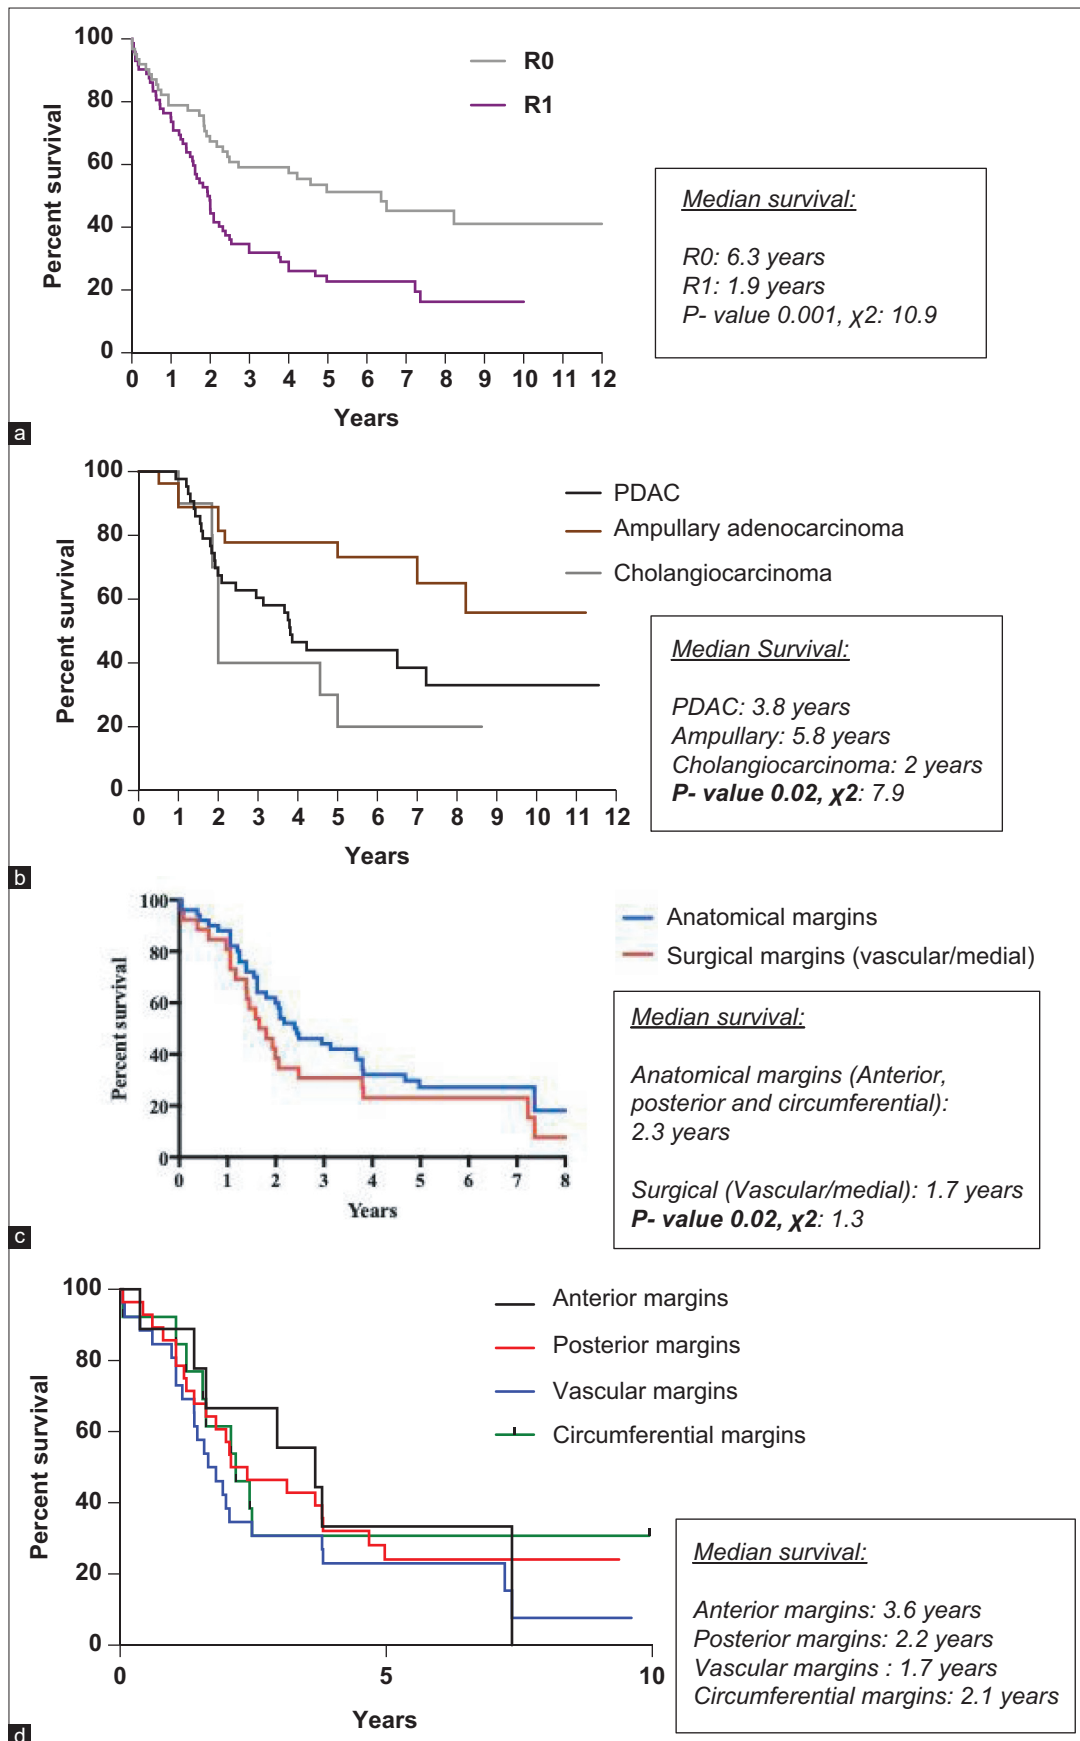 100
80
60
40
20
0
Percent survival
R0
R1
0 1 2 3 4 5 6 7 8 9 10 11 12
Years
Median survival:
R0: 6.3 years
R1: 1.9 years
P- value 0.001, χ2: 10.9
a
100
80
60
40
20
0
Percent survival
PDAC
Ampullary adenocarcinoma
Cholangiocarcinoma
0 1 2 3 4 5 6 7 8 9 10 11 12
Years
Median Survival:
PDAC: 3.8 years
Ampullary: 5.8 years
Cholangiocarcinoma: 2 years
P- value 0.02, χ2: 7.9
b
100
80
60
40
20
0
Percent survival
Anatomical margins
Surgical margins (vascular/medial)
0 1 2 3 4 5 6 7 8
Years
Median survival:
Anatomical margins (Anterior,
posterior and circumferential):
2.3 years
Surgical (Vascular/medial): 1.7 years
P- value 0.02, χ2: 1.3
c
100
80
60
40
20
0
Percent survival
Anterior margins
Posterior margins
Vascular margins
Circumferential margins
0 5 10
Years
Median survival:
Anterior margins: 3.6 years
Posterior margins: 2.2 years
Vascular margins : 1.7 years
Circumferential margins: 2.1 years
d